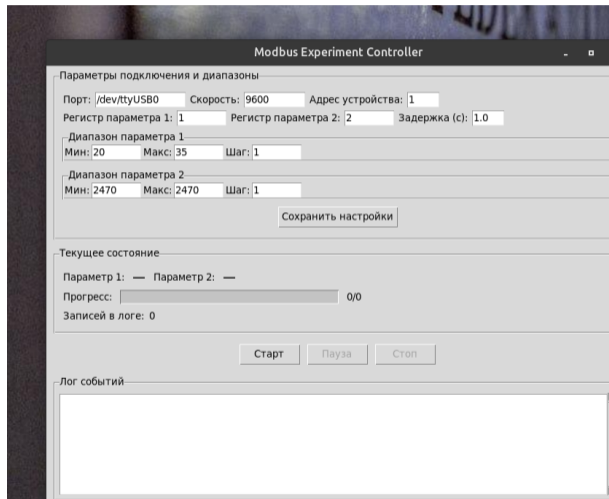 Modbus Experiment Controller
Параметры подключения и диапазоны
Порт: /dev/ttyUSB0 Скорость: 9600 Адрес устройства: 1
Регистр параметра 1: 1 Регистр параметра 2: 2 Задержка (с): 1.0
Диапазон параметра 1
Мин: 20 Макс: 35 Шаг: 1
Диапазон параметра 2
Мин: 2470 Макс: 2470 Шаг: 1
Сохранить настройки
Текущее состояние
Параметр 1: — Параметр 2: —
Прогресс: 0/0
Записей в логе: 0
Старт Пауза Стоп
Лог событий